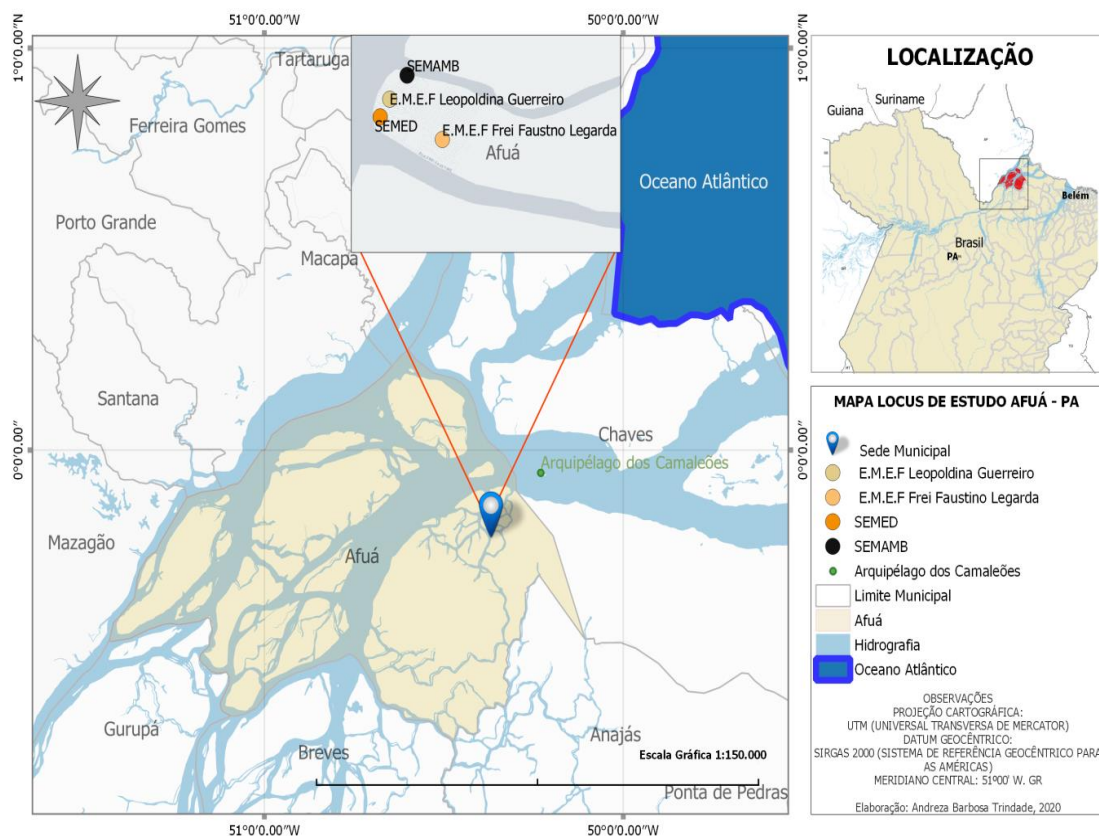 51°0'0.00"W
50°0'0.00"W
1°0'0.00"N
1°0'0.00"N
Tartaruga
Ferreira Gomes
SEMAMB
E.M.E.F Leopoldina Guerreiro
SEMED
E.M.E.F Frei Faustno Legarda
Afuá
Oceano Atlântico
Porto Grande
Macapa
Santana
Chaves
Arquipélago dos Camaleões
0°0'0.00"
0°0'0.00"
Mazagão
Afuá
Gurupá
Breves
Anajás
Escala Gráfica 1:150.000
Ponta de Pedras
51°0'0.00"W
50°0'0.00"W
LOCALIZAÇÃO
Suriname
Guiana
Belém
Brasil
PA
MAPA LOCUS DE ESTUDO AFUÁ - PA
Sede Municipal
E.M.E.F Leopoldina Guerreiro
E.M.E.F Frei Faustino Legarda
SEMED
SEMAMB
Arquipélago dos Camaleões
Limite Municipal
Afuá
Hidrografia
Oceano Atlântico
OBSERVAÇÕES
PROJEÇÃO CARTOGRÁFICA:
UTM (UNIVERSAL TRANSVERSA DE MERCATOR)
DATUM GEOCÊNTRICO:
SIRGAS 2000 (SISTEMA DE REFERÊNCIA GEOCÊNTRICO PARA
AS AMÉRICAS)
MERIDIANO CENTRAL: 51º00' W. GR
Elaboração: Andreza Barbosa Trindade, 2020